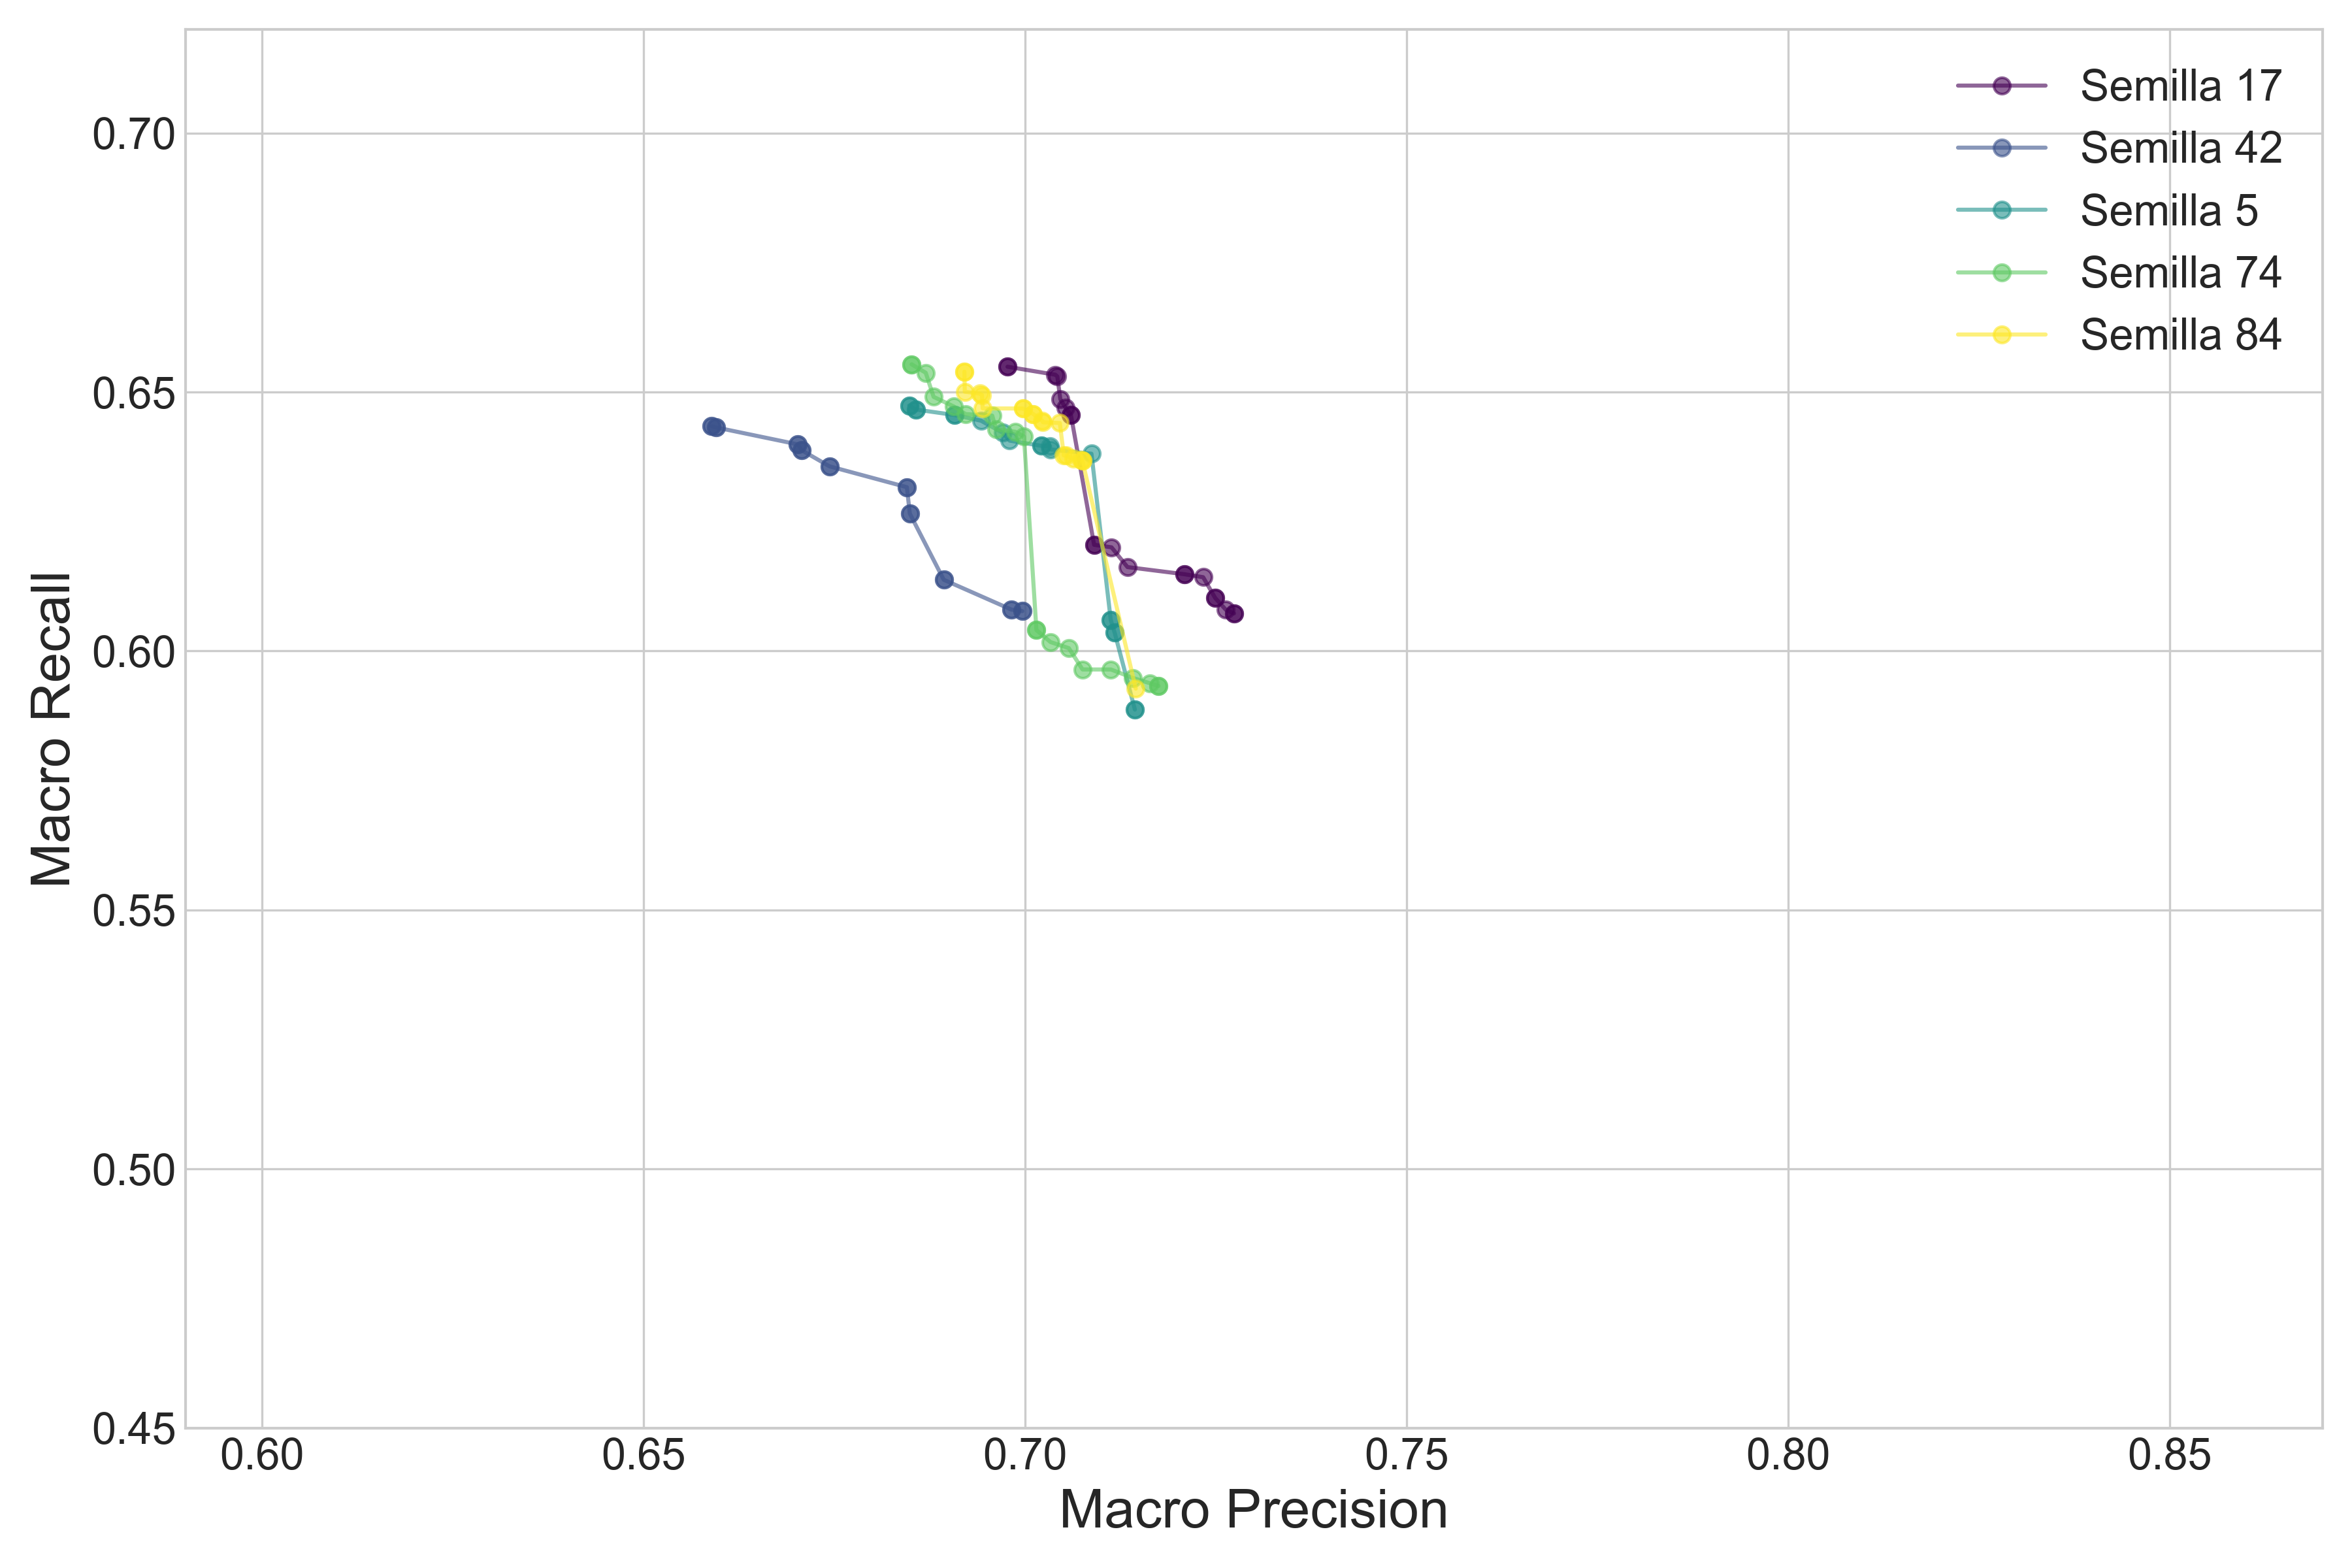 Semilla 17
Semilla 42
Semilla 5
Semilla 74
Semilla 84
0.70
0.65
0.60
0.55
0.50
0.45
Macro Recall
0.60 0.65 0.70 0.75 0.80 0.85
Macro Precision